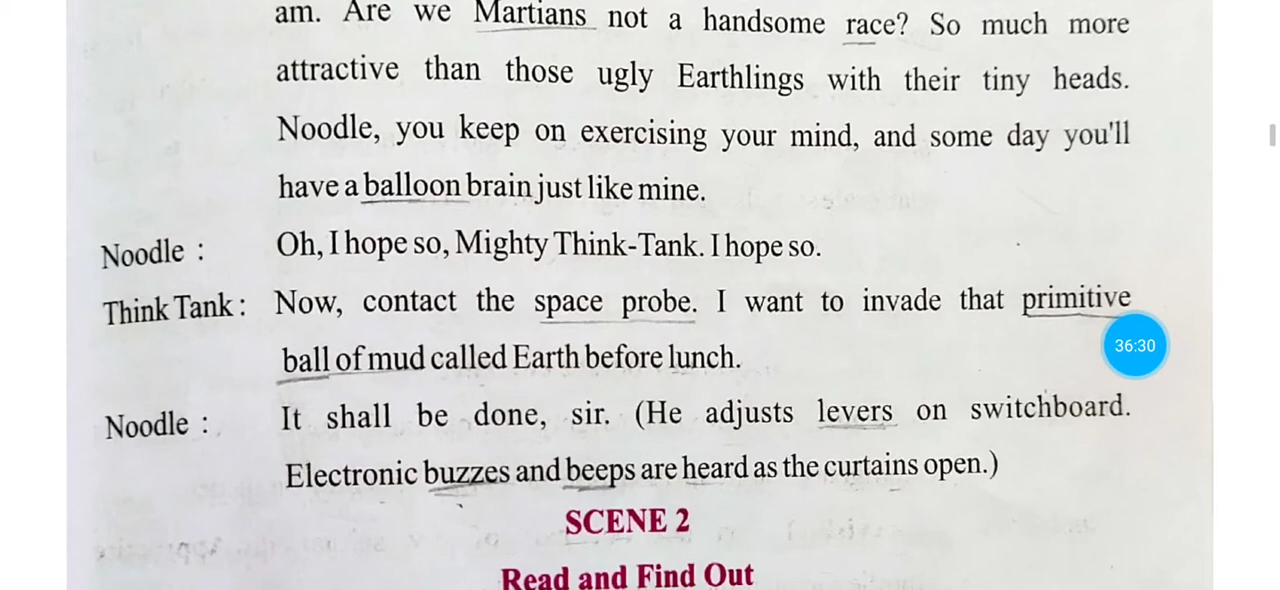 am. Are we Martians not a handsome race? So much more
attractive than those ugly Earthlings with their tiny heads.
Noodle, you keep on exercising your mind, and some day you'll
have a balloon brain just like mine.
Noodle : Oh, I hope so, Mighty Think-Tank. I hope so.
Think Tank : Now, contact the space probe. I want to invade that primitive
36:30
ball of mud called Earth before lunch.
Noodle : It shall be done, sir. (He adjusts levers on switchboard.
Electronic buzzes and beeps are heard as the curtains open.)
SCENE 2
Read and Find Out